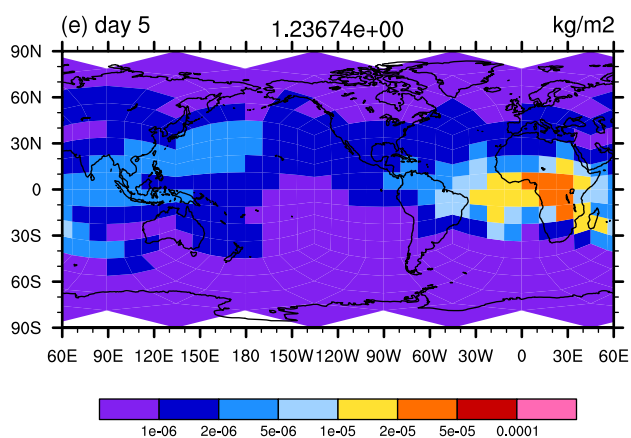 (e) day 5 1.23674e+00 kg/m2
90N
60N
30N
0
30S
60S
90S
60E 90E 120E 150E 180 150W 120W 90W 60W 30W 0 30E 60E
1e-06 2e-06 5e-06 1e-05 2e-05 5e-05 0.0001